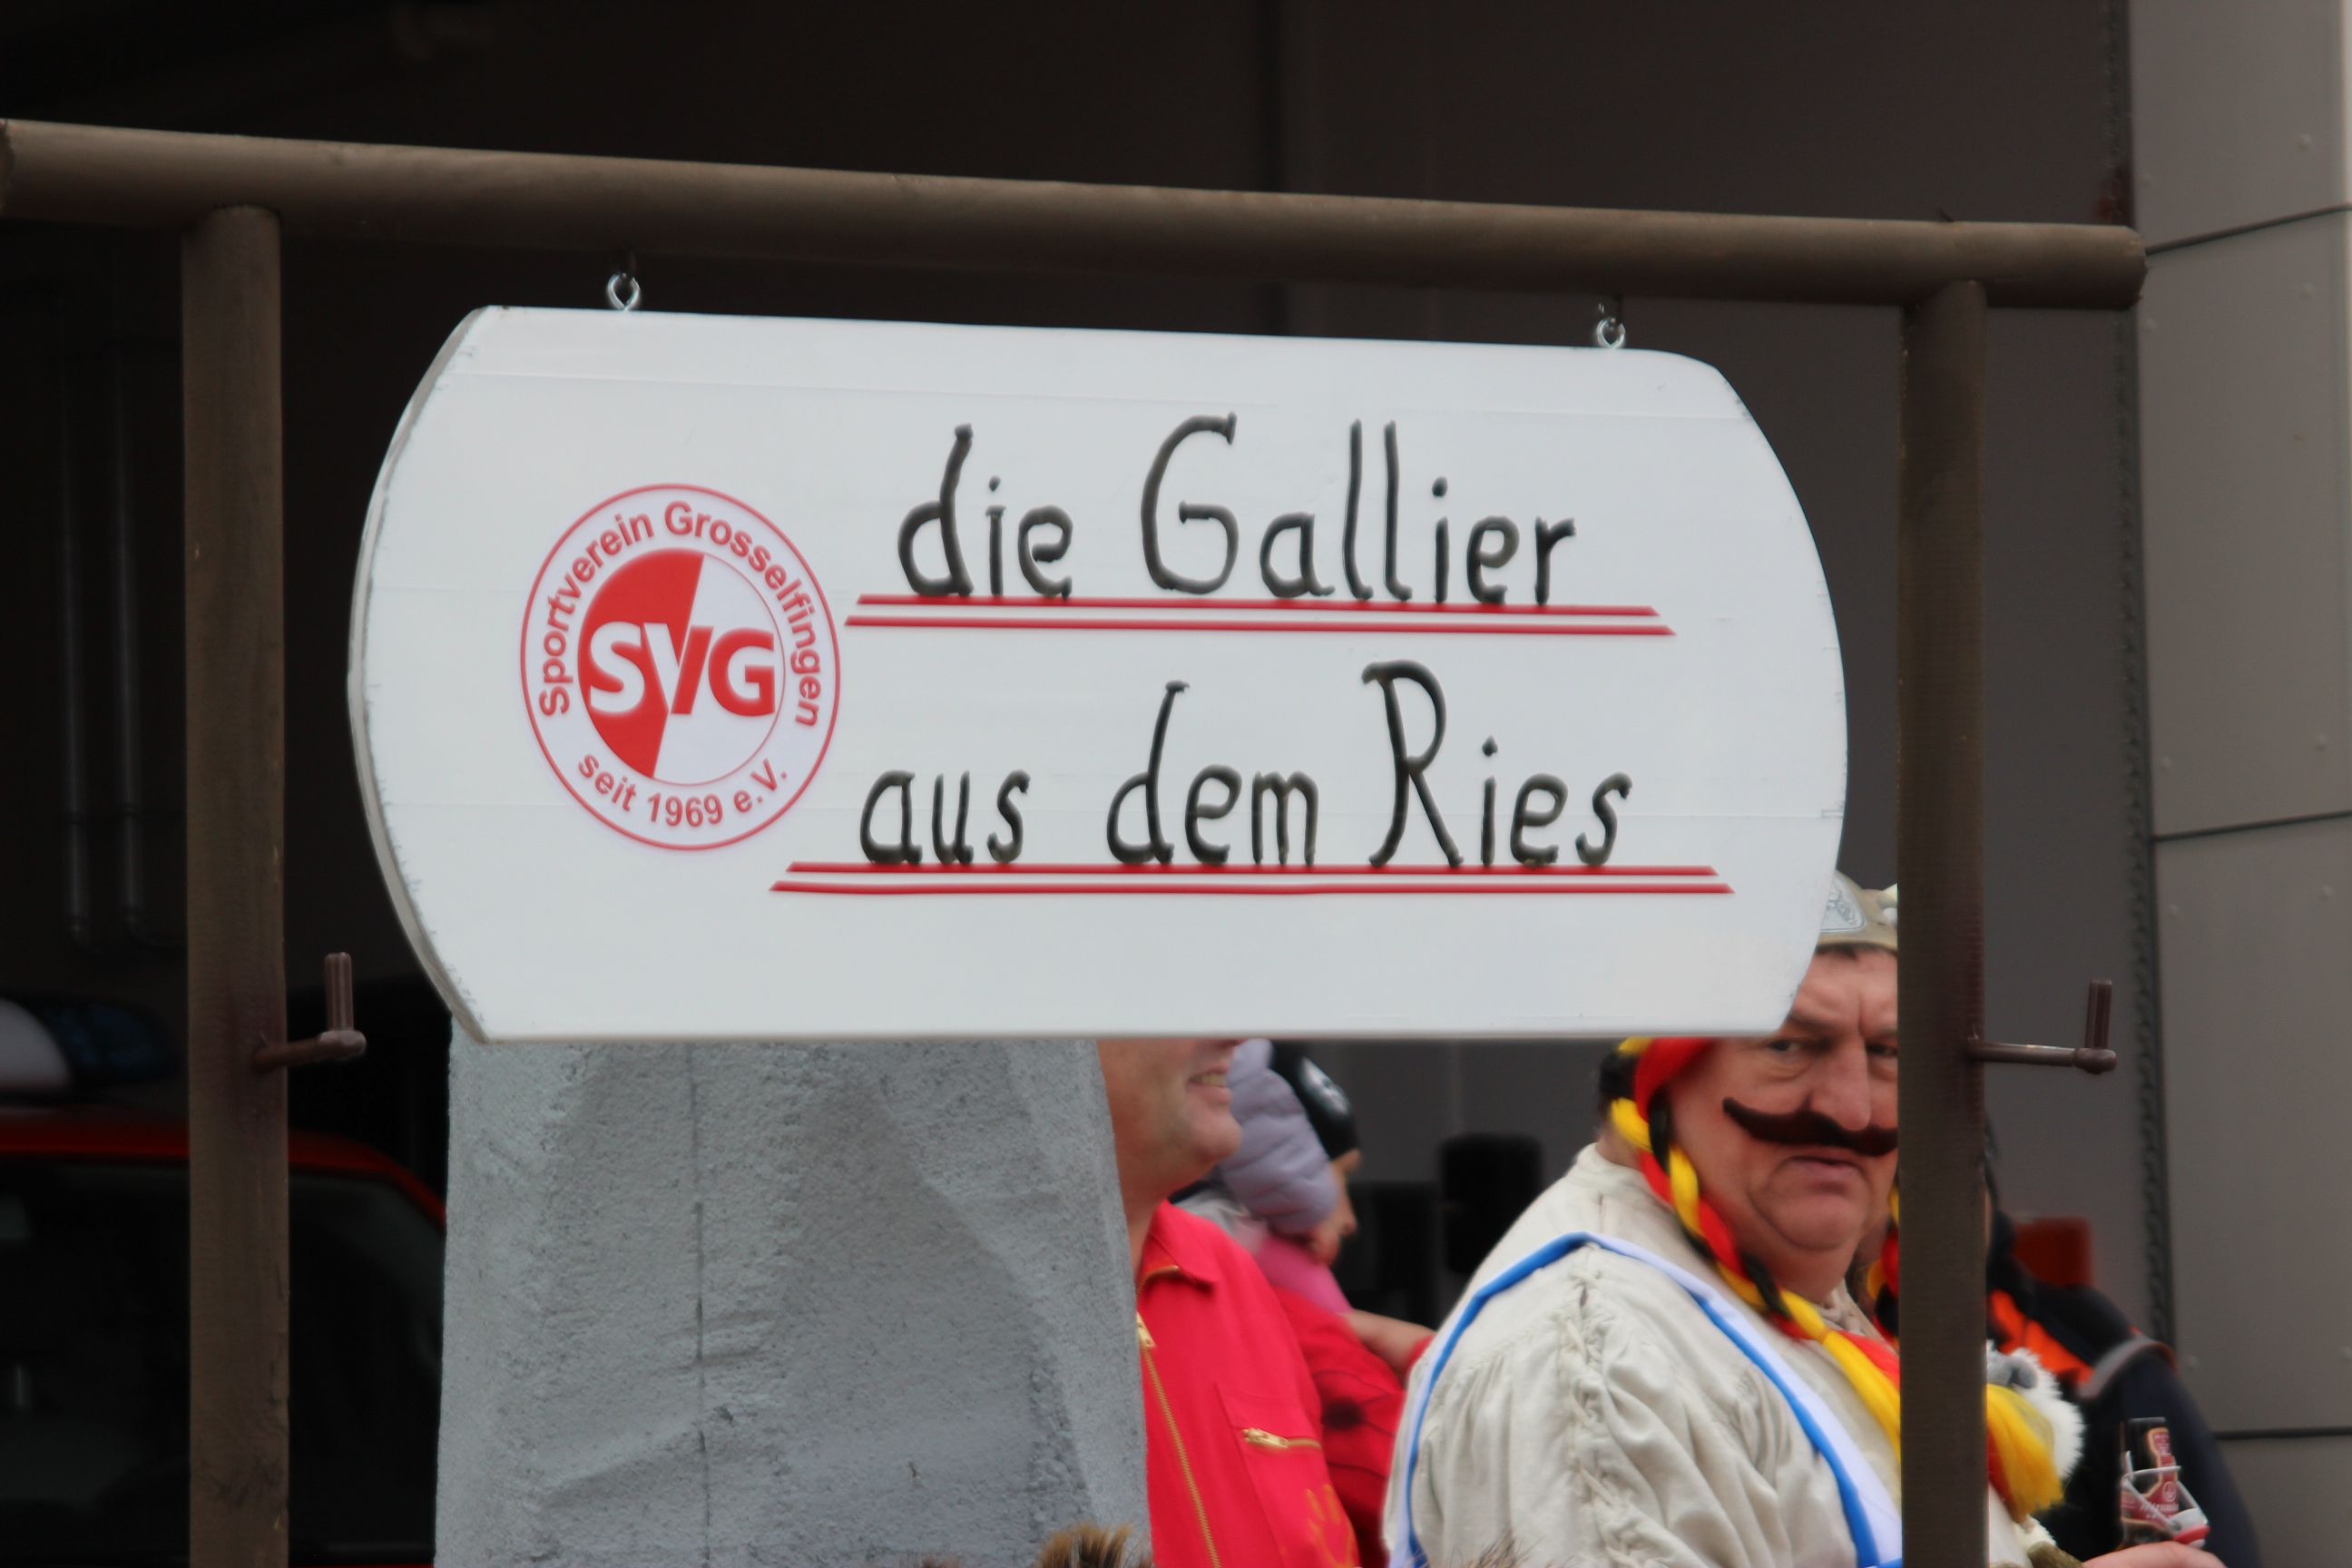 Sportverein Grosselfingen
SVG
seit 1969 e.V.
die Gallier
aus dem Ries